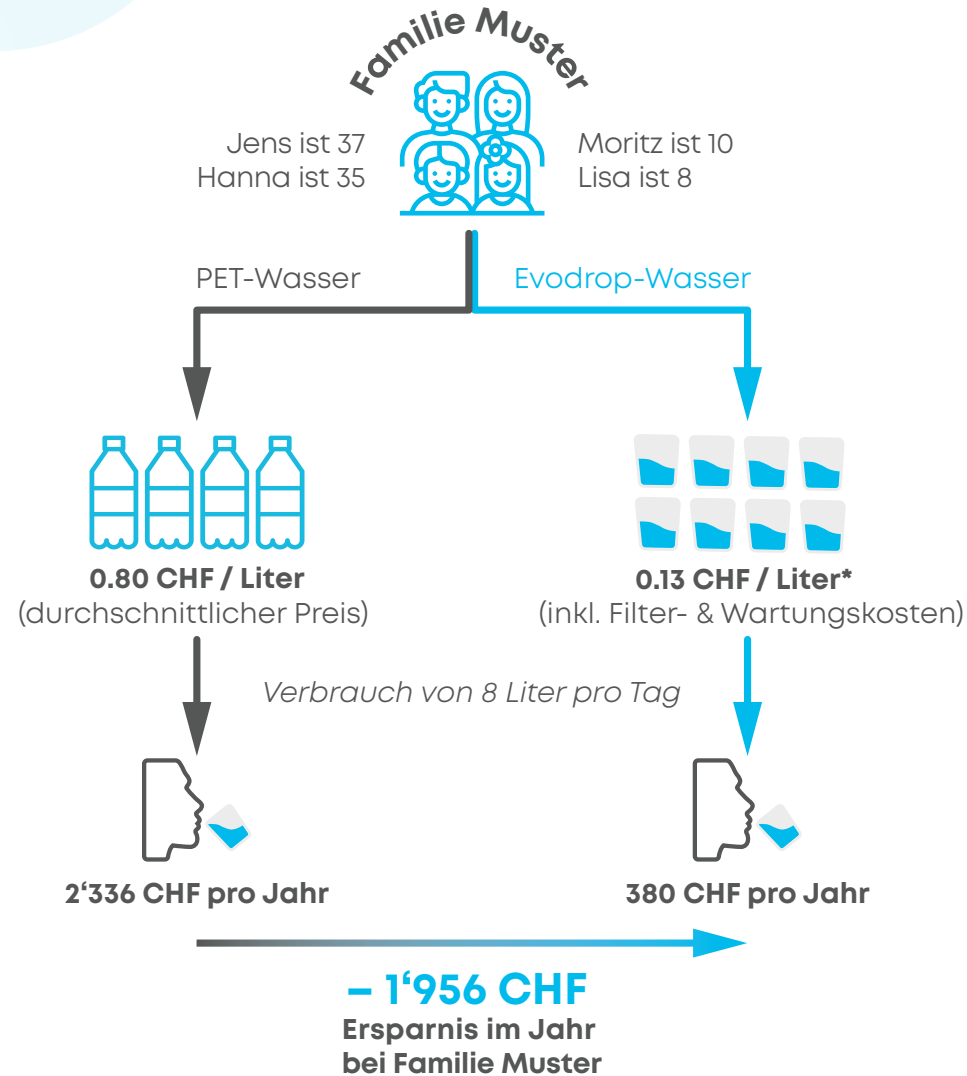 Familie Muster
Jens ist 37
Hanna ist 35
Moritz ist 10
Lisa ist 8
PET-Wasser
Evodrop-Wasser
0.80 CHF / Liter
(durchschnittlicher Preis)
0.13 CHF / Liter*
(inkl. Filter- & Wartungskosten)
Verbrauch von 8 Liter pro Tag
2‘336 CHF pro Jahr
380 CHF pro Jahr
– 1‘956 CHF
Ersparnis im Jahr
bei Familie Muster